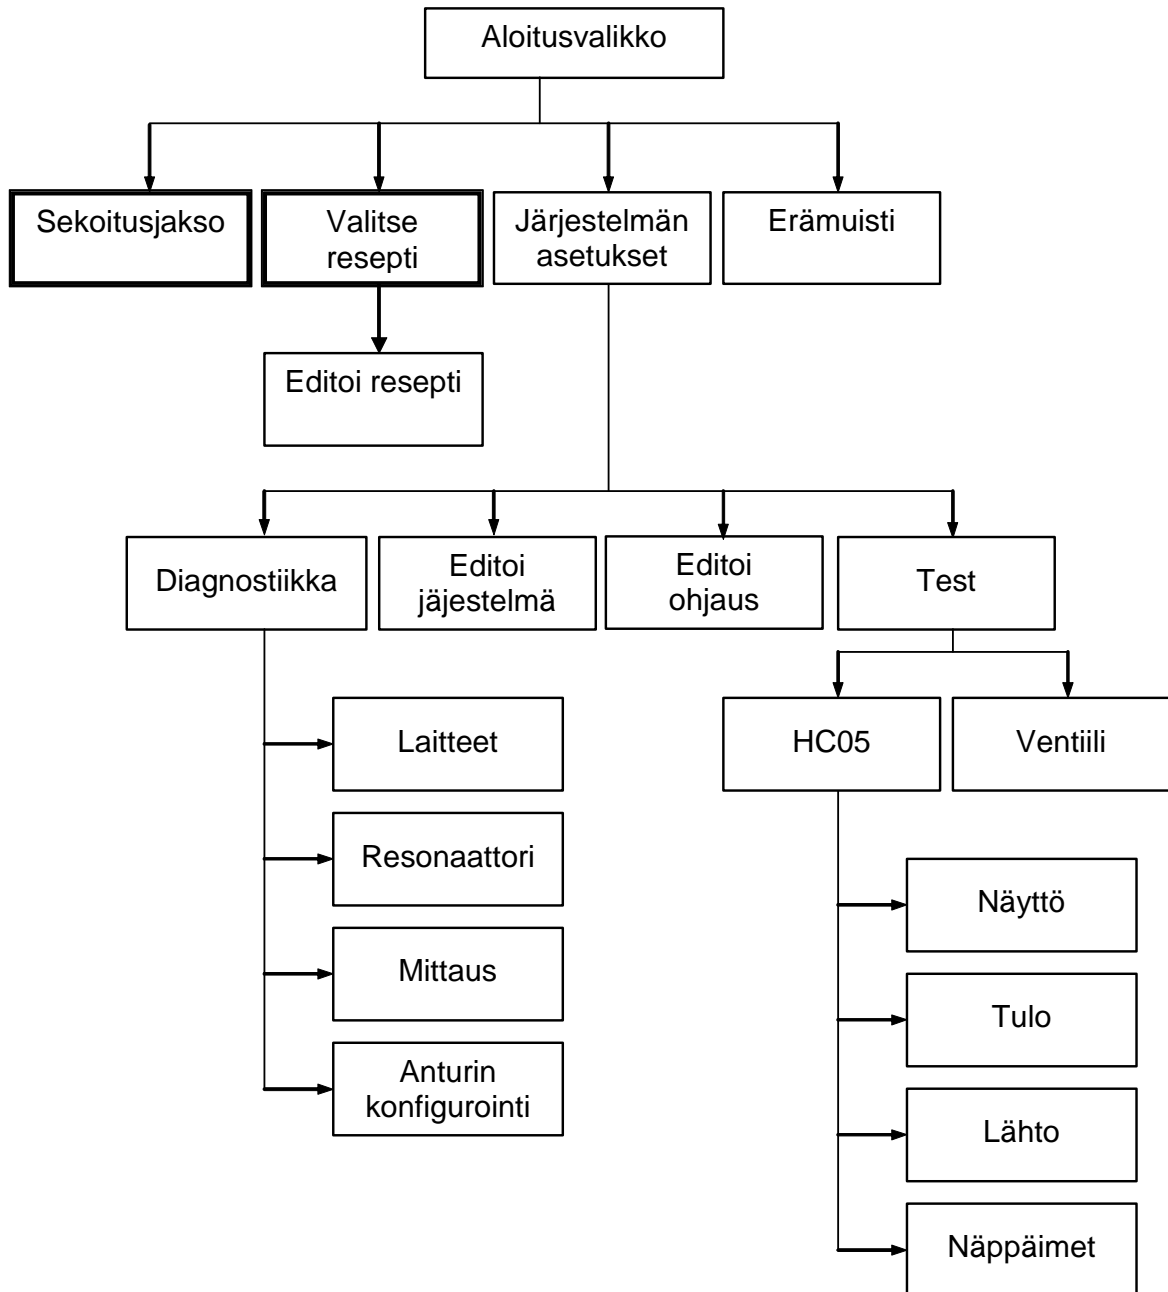 Aloitusvalikko
Sekoitusjakso
Valitse
resepti
Järjestelmän
asetukset
Erämuisti
Editoi resepti
Diagnostiikka
Editoi
jäjestelmä
Editoi
ohjaus
Test
Laitteet
HC05
Ventiili
Resonaattori
Näyttö
Mittaus
Tulo
Anturin
konfigurointi
Lähto
Näppäimet